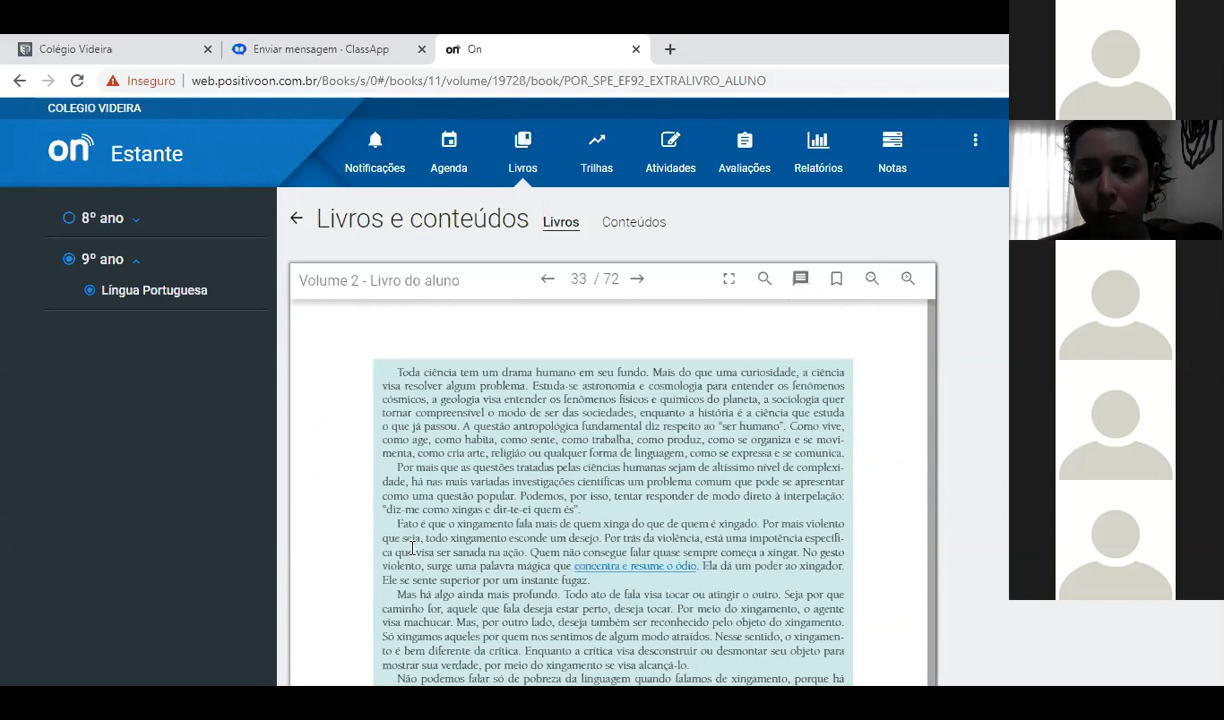 Colégio Videira
Enviar mensagem - ClassApp
On
Inseguro
web.positivoon.com.br/Books/s/0#/books/11/volume/19728/book/POR_SPE_EF92_EXTRALIVRO_ALUNO
COLEGIO VIDEIRA
on Estante
Notificações Agenda Livros Trilhas Atividades Avaliações Relatórios Notas
8º ano
9º ano
Língua Portuguesa
Livros e conteúdos Livros Conteúdos
Volume 2 - Livro do aluno 33 / 72
Toda ciência tem um drama humano em seu fundo. Mais do que uma curiosidade, a ciência
visa resolver algum problema. Estuda-se astronomia e cosmologia para entender os fenômenos
cósmicos, a geologia visa entender os fenômenos físicos e químicos do planeta, a sociologia quer
tornar compreensível o modo de ser das sociedades, enquanto a história é a ciência que estuda
o que já passou. A questão antropológica fundamental diz respeito ao “ser humano”. Como vive,
como age, como habita, como sente, como trabalha, como produz, como se organiza e se movi-
menta, como cria arte, religião ou qualquer forma de linguagem, como se expressa e se comunica.
Por mais que as questões tratadas pelas ciências humanas sejam de altíssimo nível de complexi-
dade, há nas mais variadas investigações científicas um problema comum que pode se apresentar
como uma questão popular. Podemos, por isso, tentar responder de modo direto à interpelação:
“diz-me como xingas e dir-te-ei quem és”.
Fato é que o xingamento fala mais de quem xinga do que de quem é xingado. Por mais violento
que seja, todo xingamento esconde um desejo. Por trás da violência, está uma impotência específi-
ca que visa ser sanada na ação. Quem não consegue falar quase sempre começa a xingar. No gesto
violento, surge uma palavra mágica que concentra e resume o ódio. Ela dá um poder ao xingador.
Ele se sente superior por um instante fugaz.
Mas há algo ainda mais profundo. Todo ato de fala visa tocar ou atingir o outro. Seja por que
caminho for, aquele que fala deseja estar perto, deseja tocar. Por meio do xingamento, o agente
visa machucar. Mas, por outro lado, deseja também ser reconhecido pelo objeto do xingamento.
Só xingamos aqueles por quem nos sentimos de algum modo atraídos. Nesse sentido, o xingamen-
to é bem diferente da crítica. Enquanto a crítica visa desconstruir ou desmontar seu objeto para
mostrar sua verdade, por meio do xingamento se visa alcançá-lo.
Não podemos falar só de pobreza da linguagem quando falamos de xingamento, porque há